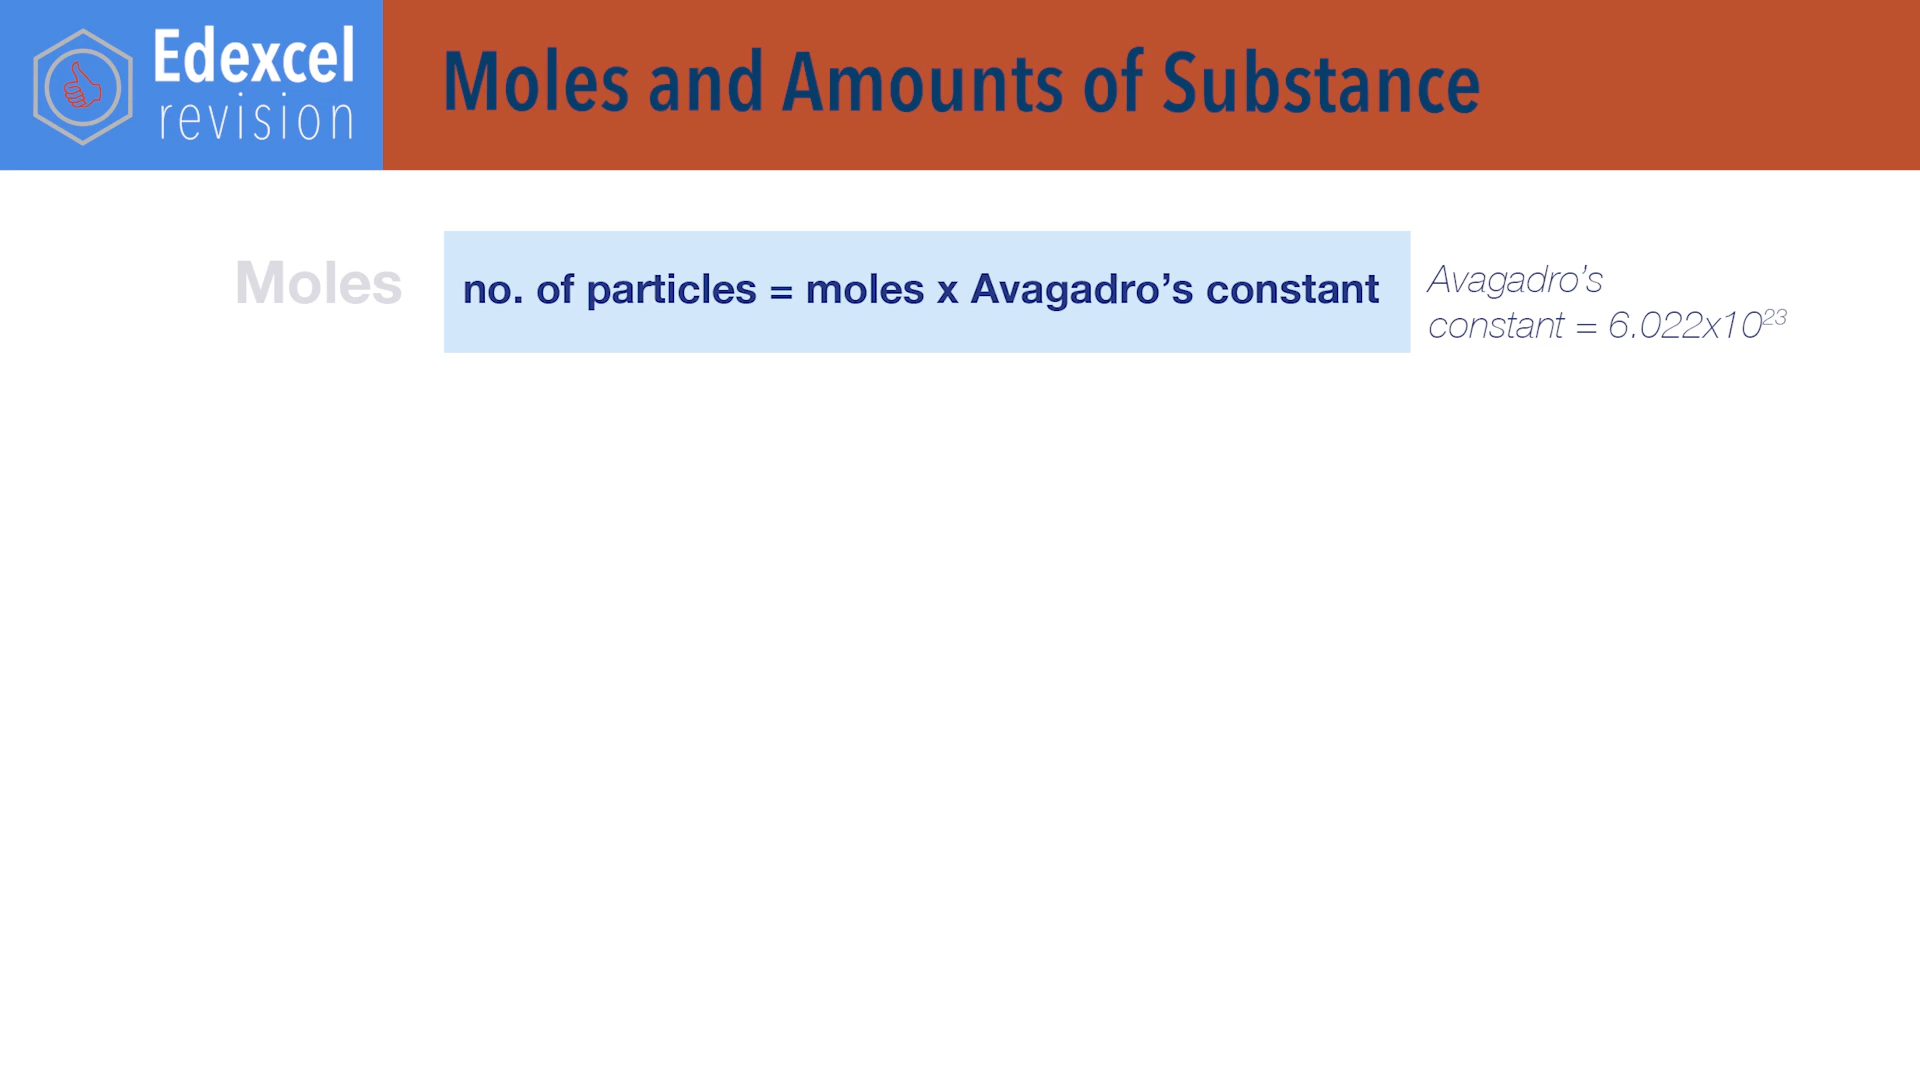 Edexcel
revision
Moles and Amounts of Substance
Moles
no. of particles = moles x Avagadro’s constant
Avagadro’s
constant = 6.022x10²³